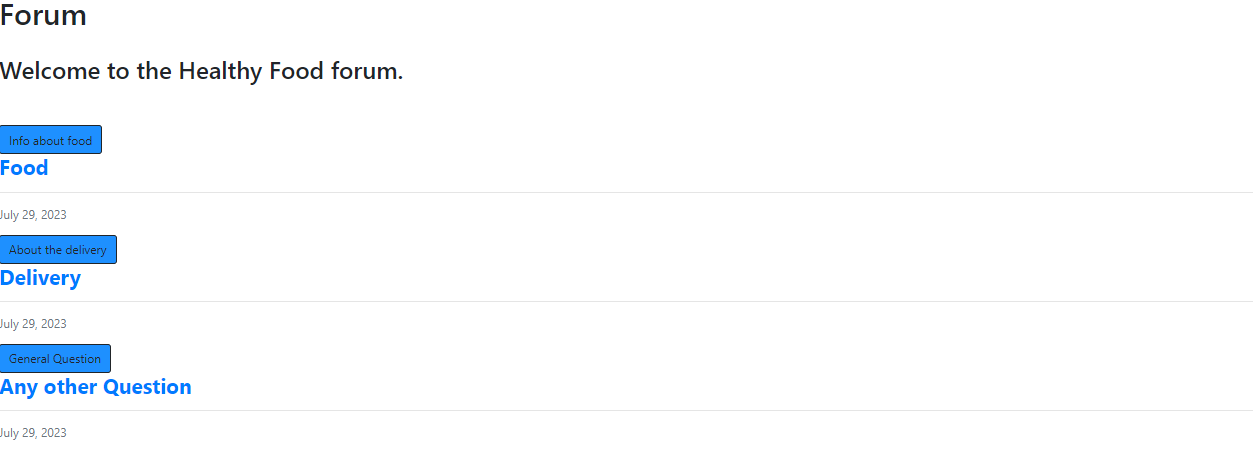 Forum
Welcome to the Healthy Food forum.
Info about food
Food
July 29, 2023
About the delivery
Delivery
July 29, 2023
General Question
Any other Question
July 29, 2023